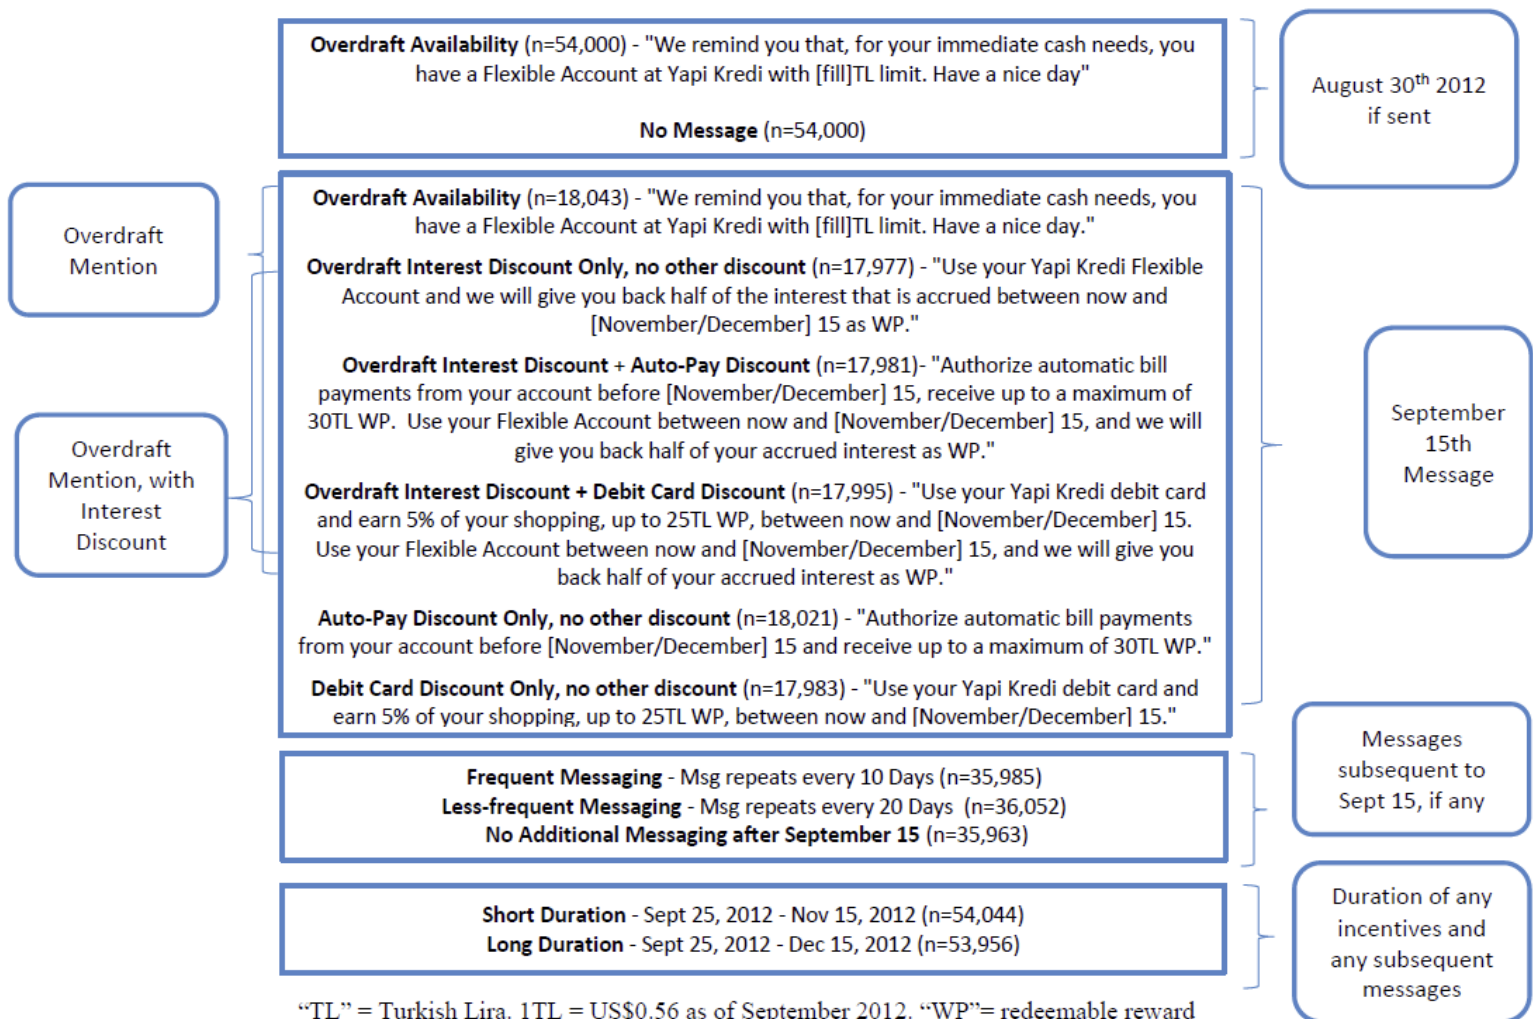 Overdraft Availability (n=54,000) - "We remind you that, for your immediate cash needs, you
have a Flexible Account at Yapi Kredi with [fill]TL limit. Have a nice day"
No Message (n=54,000)
August 30th 2012
if sent
Overdraft
Mention
Overdraft
Mention, with
Interest
Discount
Overdraft Availability (n=18,043) - "We remind you that, for your immediate cash needs, you
have a Flexible Account at Yapi Kredi with [fill]TL limit. Have a nice day."
Overdraft Interest Discount Only, no other discount (n=17,977) - "Use your Yapi Kredi Flexible
Account and we will give you back half of the interest that is accrued between now and
[November/December] 15 as WP."
Overdraft Interest Discount + Auto-Pay Discount (n=17,981)- "Authorize automatic bill
payments from your account before [November/December] 15, receive up to a maximum of
30TL WP.  Use your Flexible Account between now and [November/December] 15, and we will
give you back half of your accrued interest as WP."
Overdraft Interest Discount + Debit Card Discount (n=17,995) - "Use your Yapi Kredi debit card
and earn 5% of your shopping, up to 25TL WP, between now and [November/December] 15.
Use your Flexible Account between now and [November/December] 15, and we will give you
back half of your accrued interest as WP."
Auto-Pay Discount Only, no other discount (n=18,021) - "Authorize automatic bill payments
from your account before [November/December] 15 and receive up to a maximum of 30TL WP."
Debit Card Discount Only, no other discount (n=17,983) - "Use your Yapi Kredi debit card and
earn 5% of your shopping, up to 25TL WP, between now and [November/December] 15."
September
15th
Message
Frequent Messaging - Msg repeats every 10 Days (n=35,985)
Less-frequent Messaging - Msg repeats every 20 Days  (n=36,052)
No Additional Messaging after September 15 (n=35,963)
Messages
subsequent to
Sept 15, if any
Short Duration - Sept 25, 2012 - Nov 15, 2012 (n=54,044)
Long Duration - Sept 25, 2012 - Dec 15, 2012 (n=53,956)
Duration of any
incentives and
any subsequent
messages
“TL” = Turkish Lira. 1TL = US$0.56 as of September 2012. “WP”= redeemable reward